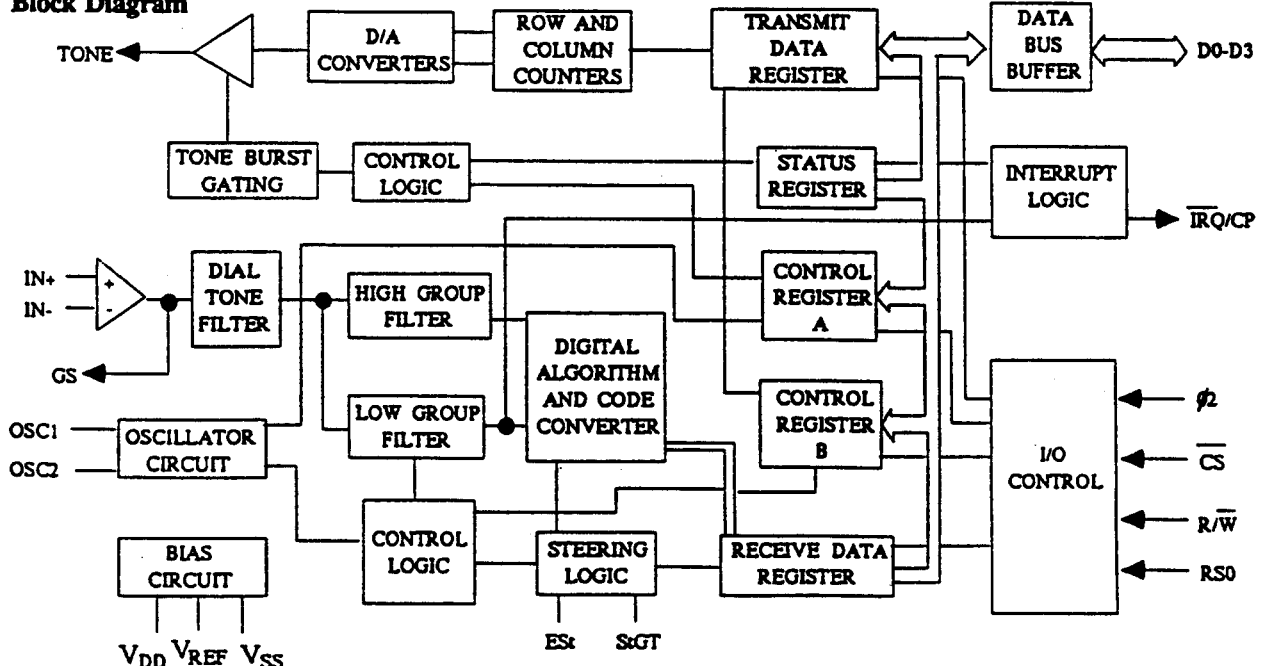 Block Diagram
TONE
D/A
CONVERTERS
ROW AND
COLUMN
COUNTERS
TRANSMIT
DATA
REGISTER
DATA
BUS
BUFFER
D0-D3
TONE BURST
GATING
CONTROL
LOGIC
STATUS
REGISTER
INTERRUPT
LOGIC
IRQ/CP
IN+
IN-
+
-
DIAL
TONE
FILTER
HIGH GROUP
FILTER
CONTROL
REGISTER
A
GS
DIGITAL
ALGORITHM
AND CODE
CONVERTER
LOW GROUP
FILTER
CONTROL
REGISTER
B
OSC1
OSC2
OSCILLATOR
CIRCUIT
I/O
CONTROL
ϕ2
CS
R/W
RS0
CONTROL
LOGIC
STEERING
LOGIC
RECEIVE DATA
REGISTER
BIAS
CIRCUIT
ESt
StGT
VDD VREF VSS